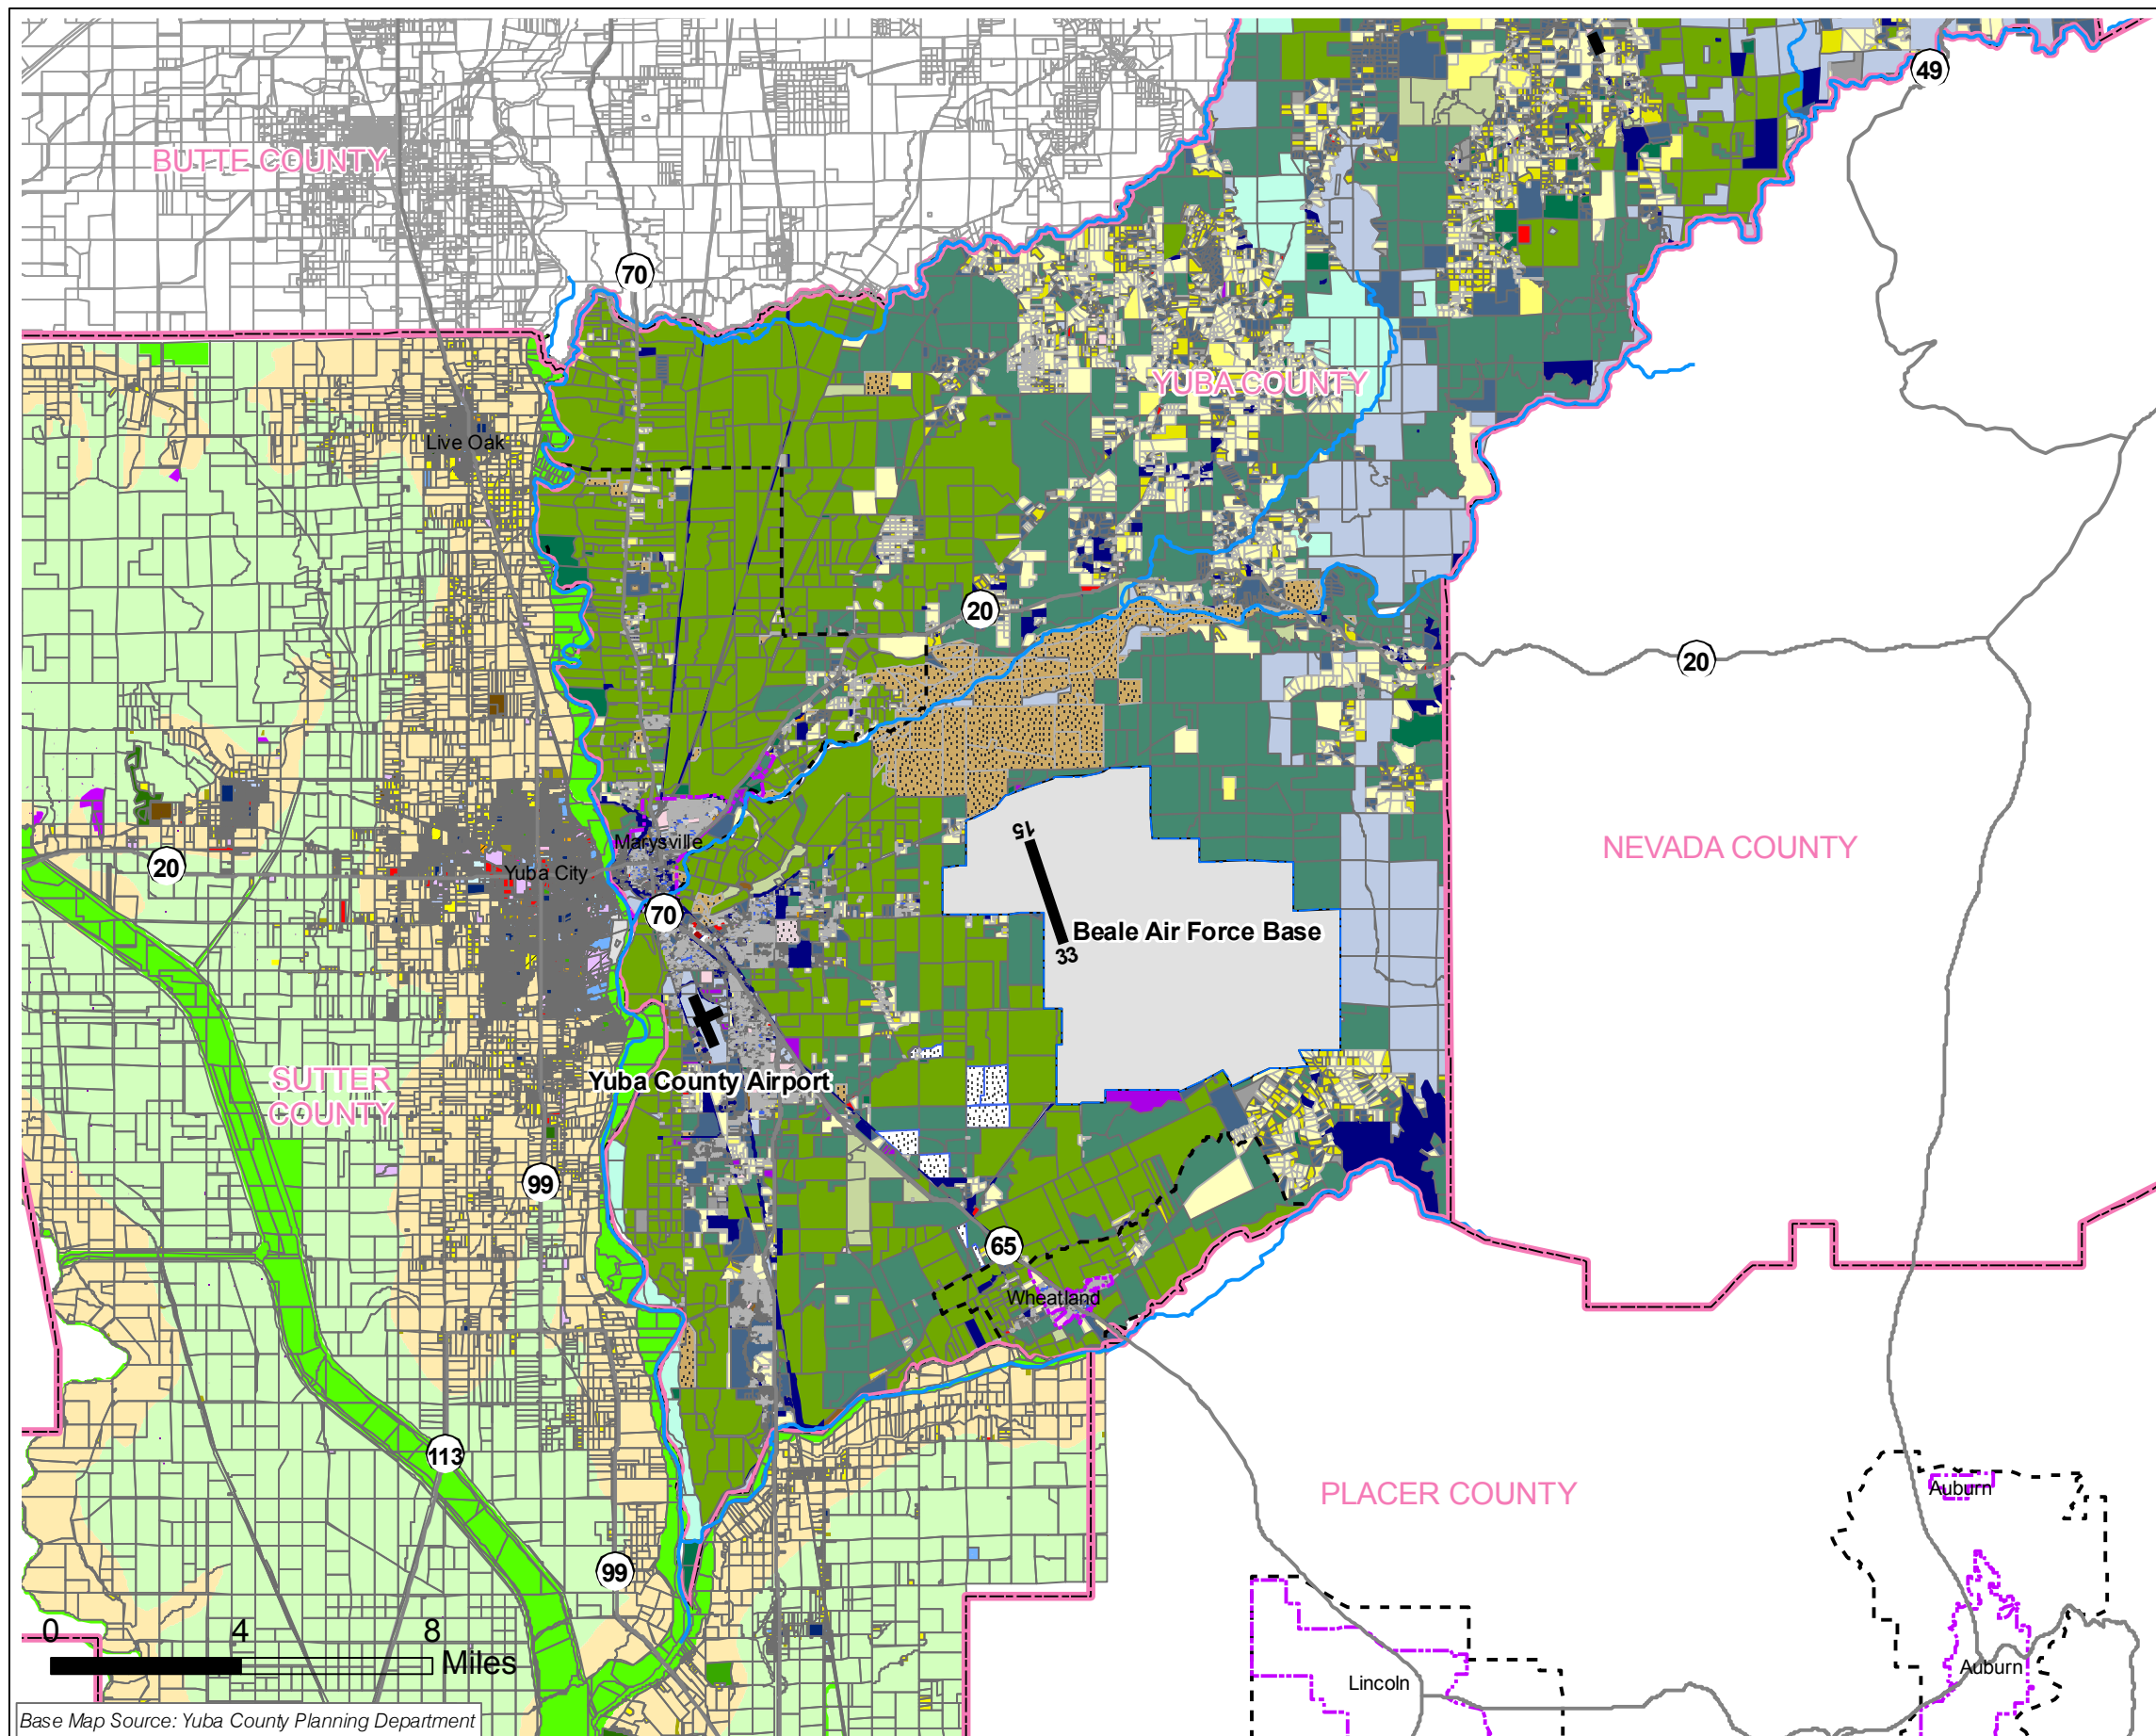 49
BUTTE COUNTY
70
YUBA COUNTY
Live Oak
20
20
15
Marysville
NEVADA COUNTY
20
Yuba City
70
Beale Air Force Base
33
SUTTER
COUNTY
Yuba County Airport
99
65
Wheatland
113
PLACER COUNTY
Auburn
99
0 4 8
Miles
Auburn
Lincoln
Base Map Source: Yuba County Planning Department